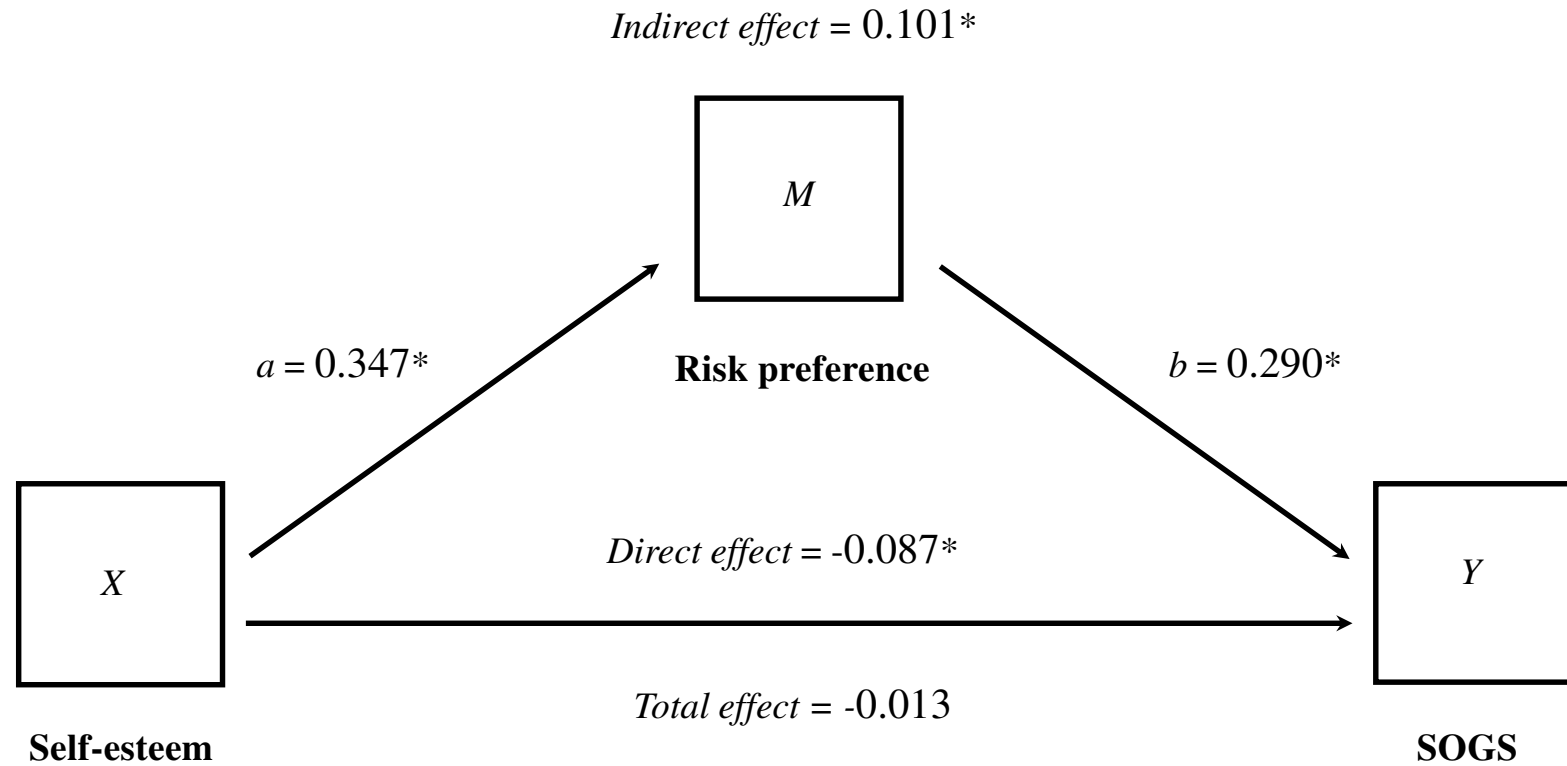 Indirect effect = 0.101*
M
a = 0.347*
Risk preference
b = 0.290*
Direct effect = -0.087*
X
Y
Total effect = -0.013
Self-esteem
SOGS